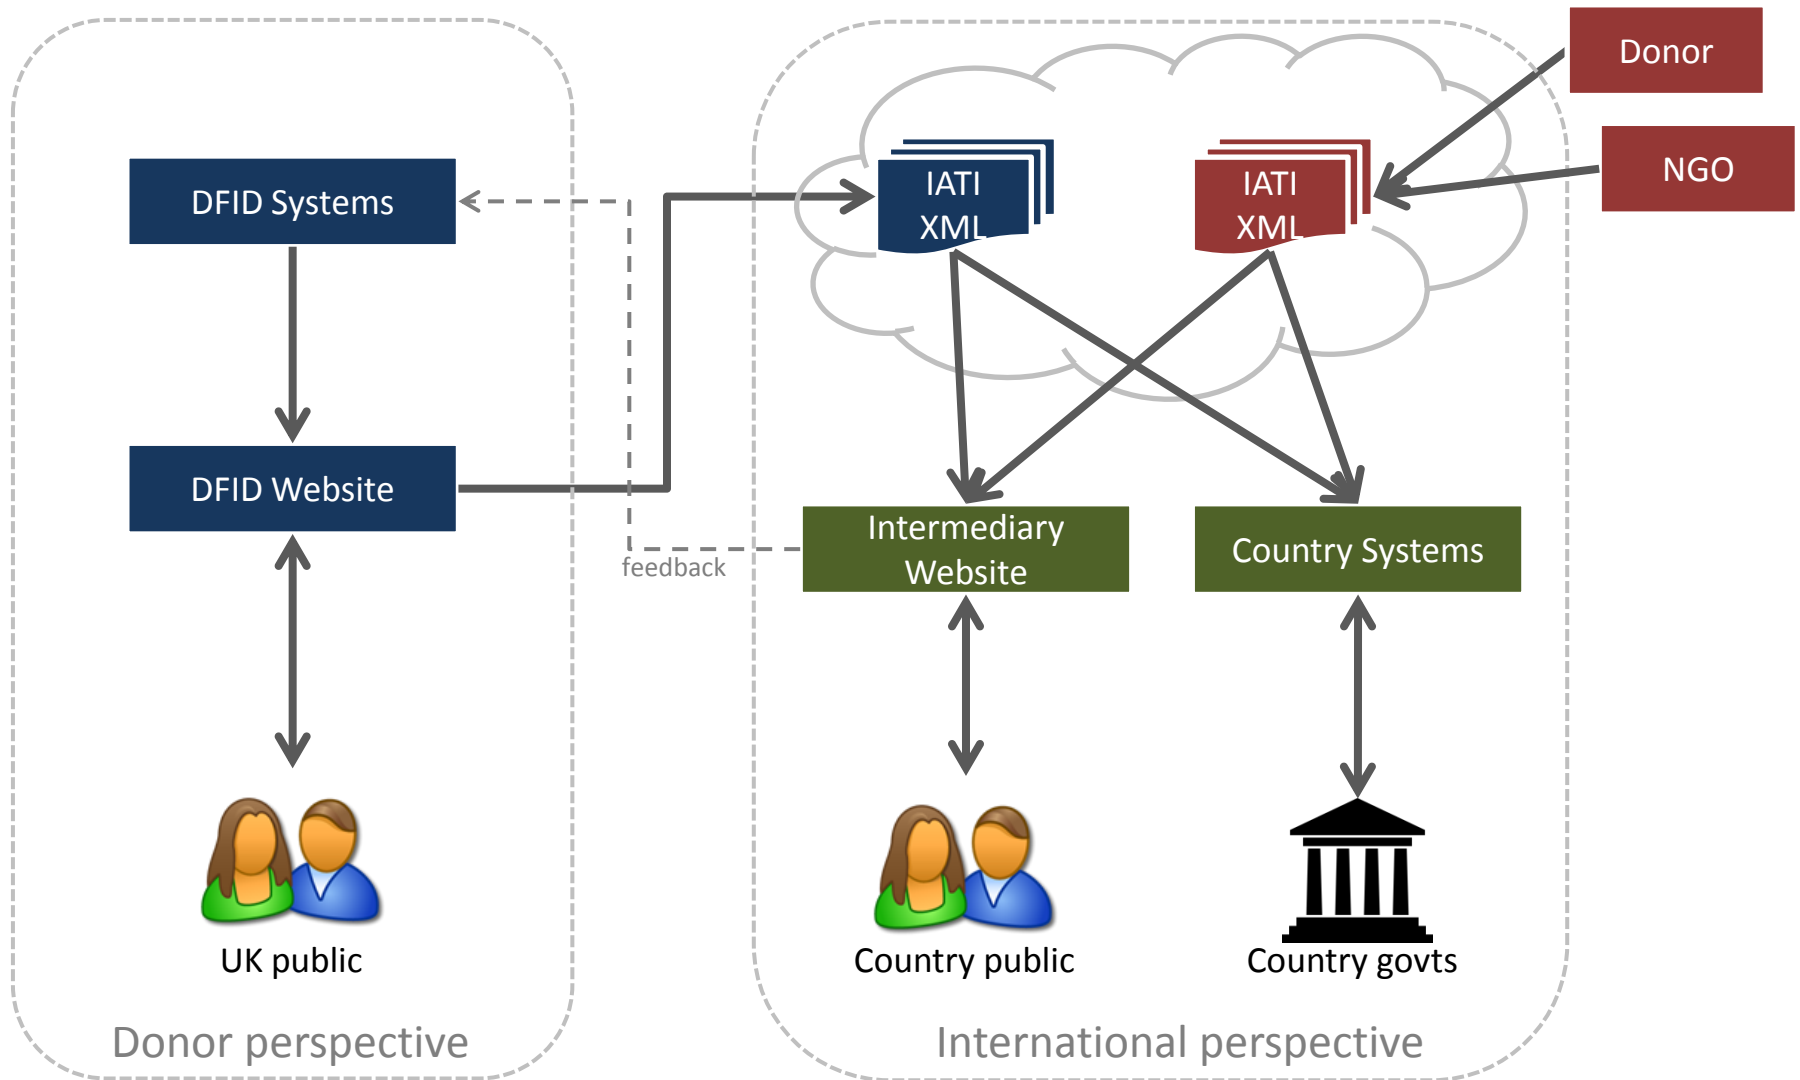 Donor
NGO
DFID Systems
IATI
XML
IATI
XML
DFID Website
feedback
Intermediary
Website
Country Systems
UK public
Country public
Country govts
Donor perspective
International perspective